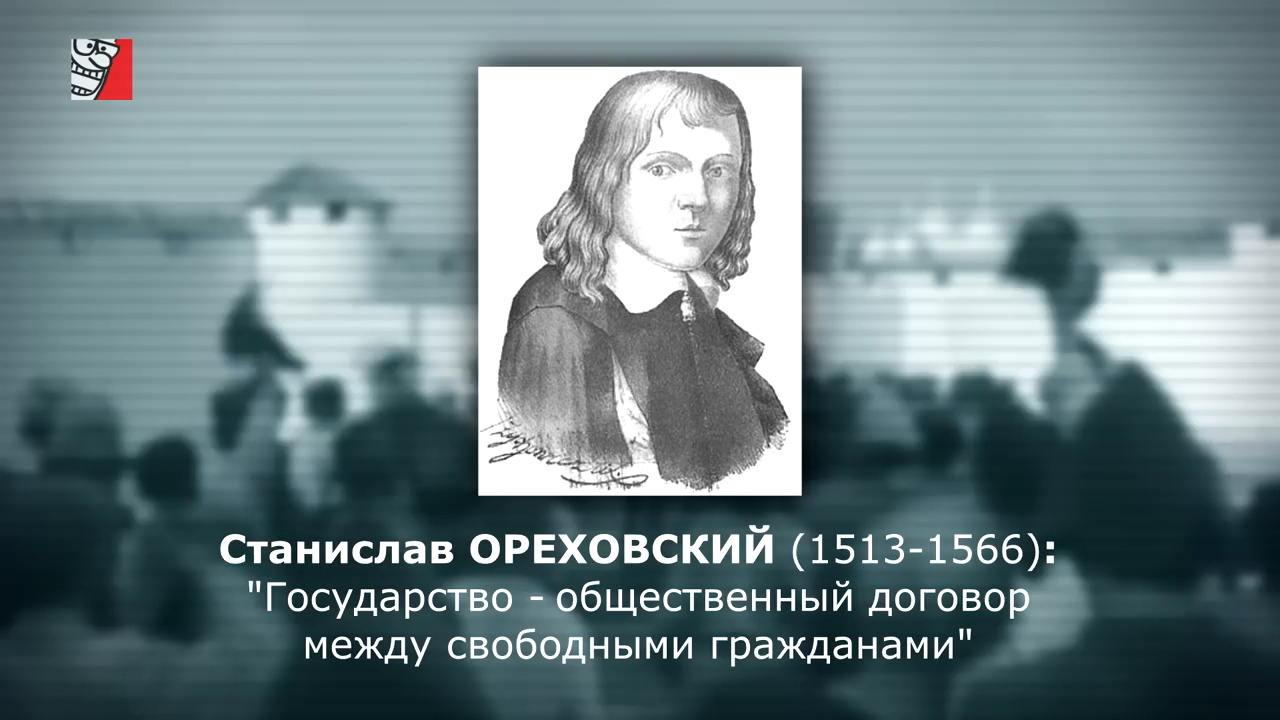 Станислав ОРЕХОВСКИЙ (1513-1566):
"Государство - общественный договор
между свободными гражданами"